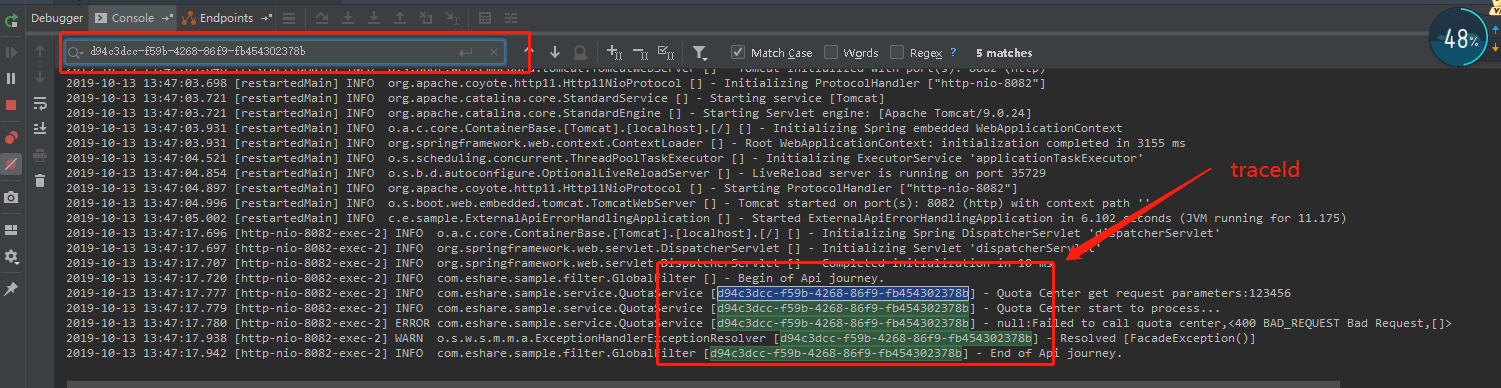 Debugger Console Endpoints
d94c3dcc-f59b-4268-86f9-fb454302378b Match Case Words Regex ? 5 matches
48%
2019-10-13 13:47:03.698 [restartedMain] INFO org.apache.coyote.http11.Http11NioProtocol [] - Initializing ProtocolHandler ["http-nio-8082"]
2019-10-13 13:47:03.721 [restartedMain] INFO org.apache.catalina.core.StandardService [] - Starting service [Tomcat]
2019-10-13 13:47:03.721 [restartedMain] INFO org.apache.catalina.core.StandardEngine [] - Starting Servlet engine: [Apache Tomcat/9.0.24]
2019-10-13 13:47:03.931 [restartedMain] INFO o.a.c.core.ContainerBase.[Tomcat].[localhost].[/] [] - Initializing Spring embedded WebApplicationContext
2019-10-13 13:47:03.931 [restartedMain] INFO org.springframework.web.context.ContextLoader [] - Root WebApplicationContext: initialization completed in 3155 ms
2019-10-13 13:47:04.521 [restartedMain] INFO o.s.scheduling.concurrent.ThreadPoolTaskExecutor [] - Initializing ExecutorService 'applicationTaskExecutor'
2019-10-13 13:47:04.854 [restartedMain] INFO o.s.b.d.autoconfigure.OptionalLiveReloadServer [] - LiveReload server is running on port 35729
traceId
2019-10-13 13:47:04.897 [restartedMain] INFO org.apache.coyote.http11.Http11NioProtocol [] - Starting ProtocolHandler ["http-nio-8082"]
2019-10-13 13:47:04.996 [restartedMain] INFO o.s.boot.web.embedded.tomcat.TomcatWebServer [] - Tomcat started on port(s): 8082 (http) with context path ''
2019-10-13 13:47:05.002 [restartedMain] INFO c.e.sample.ExternalApiErrorHandlingApplication [] - Started ExternalApiErrorHandlingApplication in 6.102 seconds (JVM running for 11.175)
2019-10-13 13:47:17.696 [http-nio-8082-exec-2] INFO o.a.c.core.ContainerBase.[Tomcat].[localhost].[/] [] - Initializing Spring DispatcherServlet 'dispatcherServlet'
2019-10-13 13:47:17.697 [http-nio-8082-exec-2] INFO org.springframework.web.servlet.DispatcherServlet [] - Initializing Servlet 'dispatcherServlet'
2019-10-13 13:47:17.707 [http-nio-8082-exec-2] INFO org.springframework.web.servlet.DispatcherServlet [] - Completed initialization in 10 ms
2019-10-13 13:47:17.720 [http-nio-8082-exec-2] INFO com.eshare.sample.filter.GlobalFilter [] - Begin of Api journey.
2019-10-13 13:47:17.777 [http-nio-8082-exec-2] INFO com.eshare.sample.service.QuotaService [d94c3dcc-f59b-4268-86f9-fb454302378b] - Quota Center get request parameters:123456
2019-10-13 13:47:17.779 [http-nio-8082-exec-2] INFO com.eshare.sample.service.QuotaService [d94c3dcc-f59b-4268-86f9-fb454302378b] - Quota Center start to process...
2019-10-13 13:47:17.780 [http-nio-8082-exec-2] ERROR com.eshare.sample.service.QuotaService [d94c3dcc-f59b-4268-86f9-fb454302378b] - null:Failed to call quota center,<400 BAD_REQUEST Bad Request,[]>
2019-10-13 13:47:17.938 [http-nio-8082-exec-2] WARN o.s.w.s.m.m.a.ExceptionHandlerExceptionResolver [d94c3dcc-f59b-4268-86f9-fb454302378b] - Resolved [FacadeException()]
2019-10-13 13:47:17.942 [http-nio-8082-exec-2] INFO com.eshare.sample.filter.GlobalFilter [d94c3dcc-f59b-4268-86f9-fb454302378b] - End of Api journey.